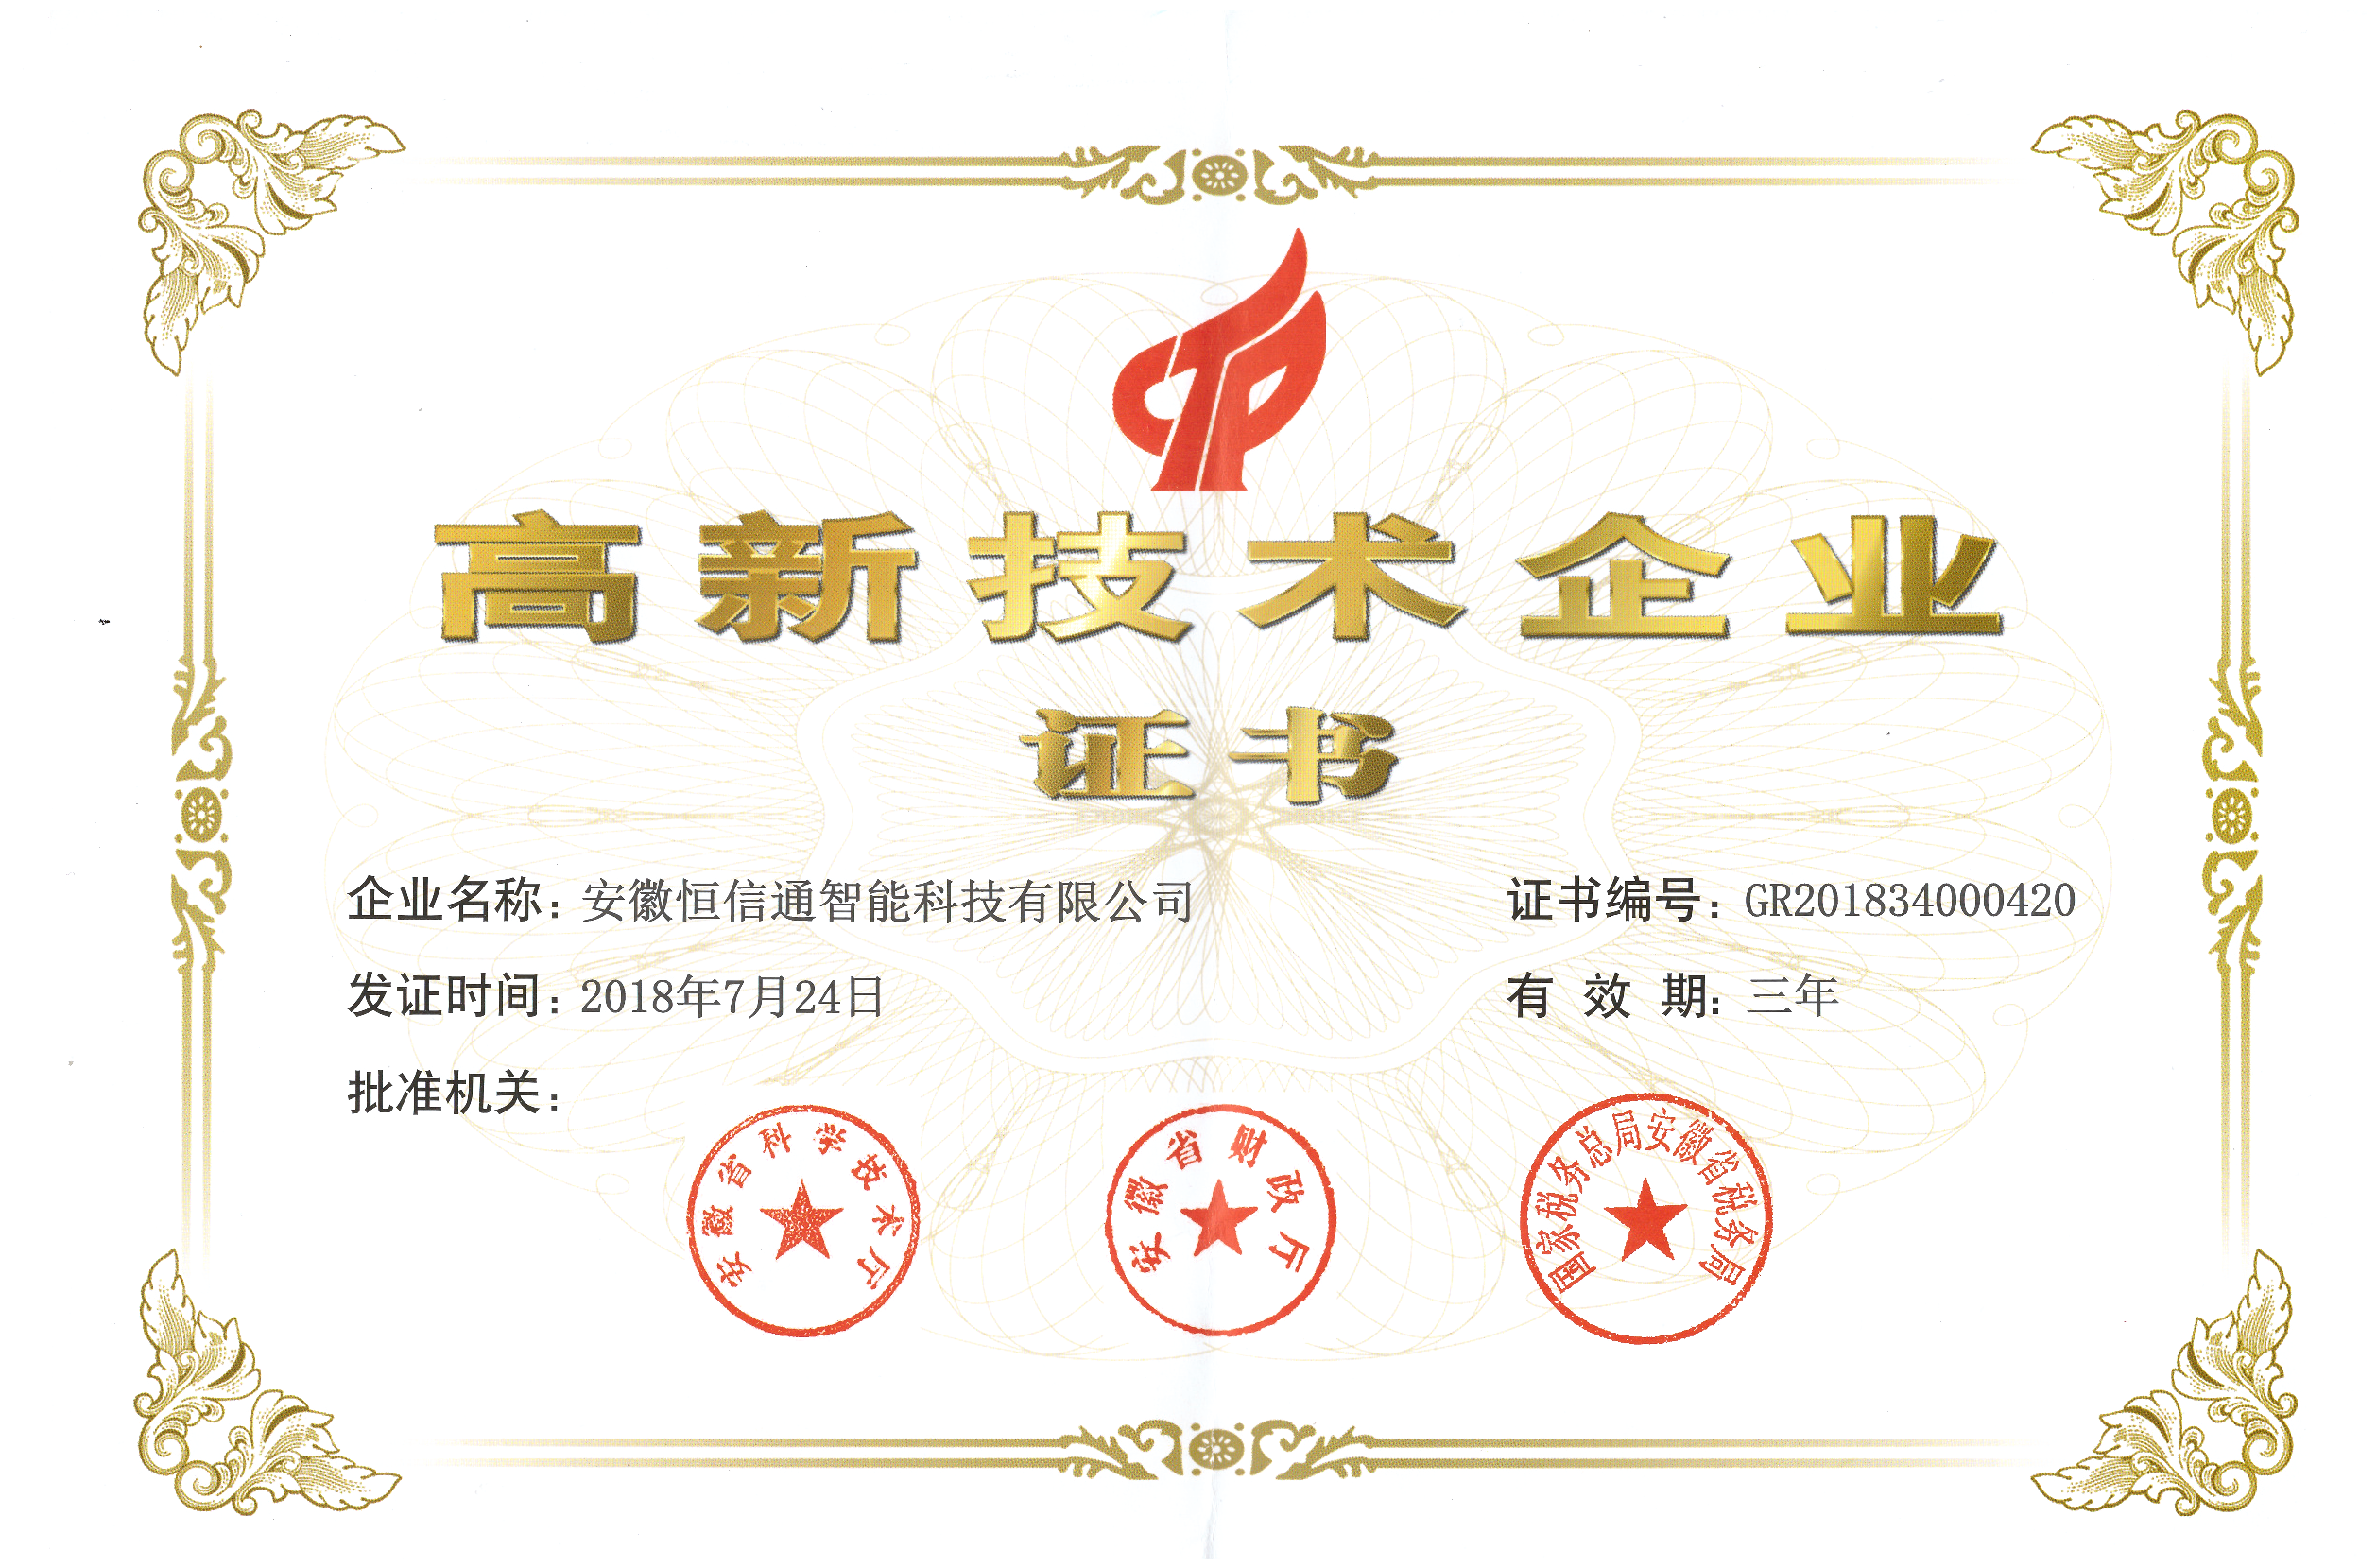 高新技术企业
证书
企业名称：安徽恒信通智能科技有限公司
证书编号：GR201834000420
发证时间：2018年7月24日
有 效 期：三年
批准机关：
安徽省科学技术厅
安徽省财政厅
国家税务总局安徽省税务局